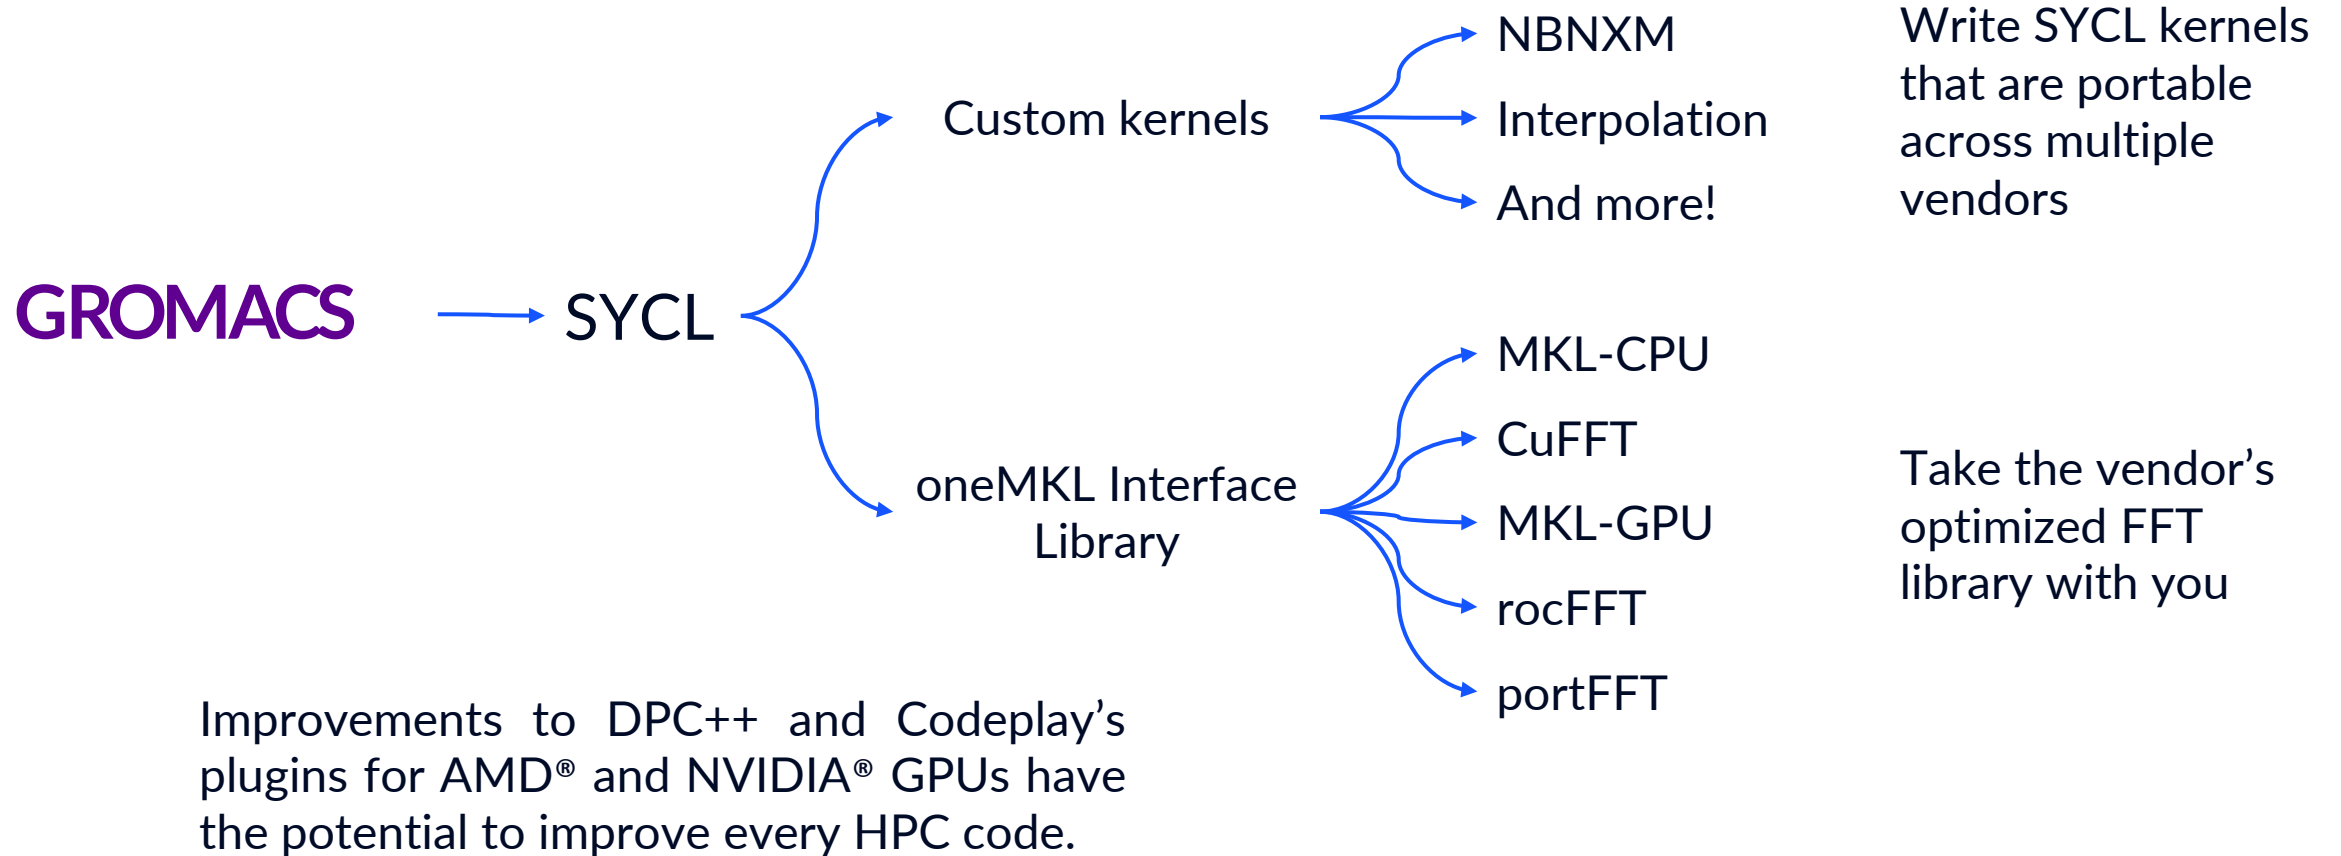 GROMACS
SYCL
Custom kernels
NBNXM
Interpolation
And more!
Write SYCL kernels
that are portable
across multiple
vendors
oneMKL Interface
Library
MKL-CPU
CuFFT
MKL-GPU
rocFFT
portFFT
Take the vendor’s
optimized FFT
library with you
Improvements to DPC++ and Codeplay’s
plugins for AMD® and NVIDIA® GPUs have
the potential to improve every HPC code.